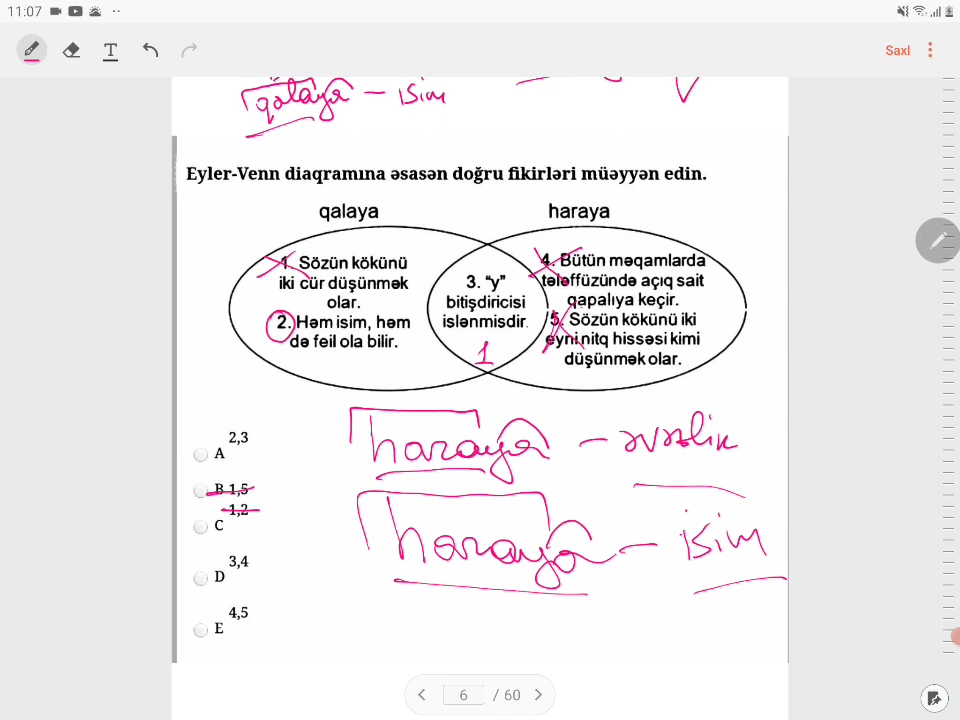 11:07
T
Saxl
qalaya - isim
Eyler-Venn diaqramına əsasən doğru fikirləri müəyyən edin.
qalaya
haraya
1. Sözün kökünü
iki cür düşünmək
olar.
2. Həm isim, həm
də feil ola bilir.
3. "y"
bitişdiricisi
islənmisdir.
1
4. Bütün məqamlarda
tələffüzündə açıq sait
qapalıya keçir.
5. Sözün kökünü iki
eyni nitq hissəsi kimi
düşünmək olar.
haraya - əvəzlik
haraya - isim
A 2,3
B 1,5
C 1,2
D 3,4
E 4,5
6 / 60